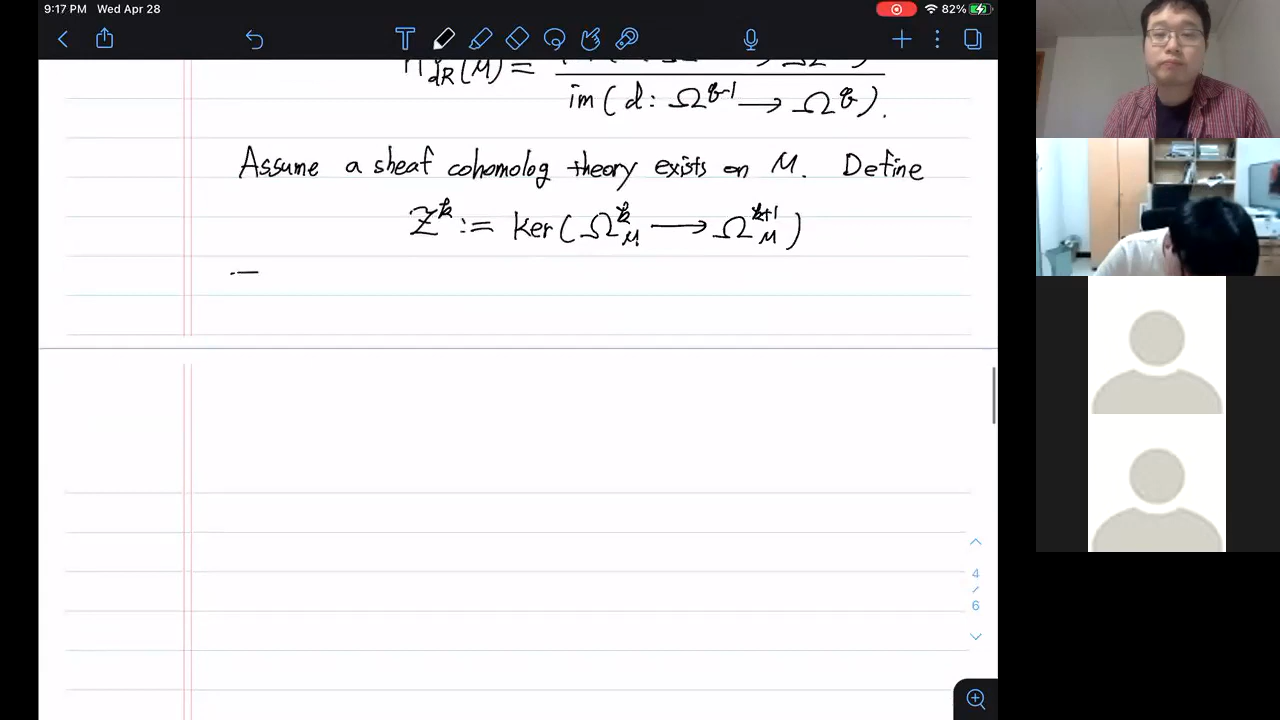 9:17 PM Wed Apr 28
82%
T
dR(M) =
im(d: Ω^{q-1} → Ω^q).
Assume a sheaf cohomolog theory exists on M. Define
Z^k := ker(Ω^k_M → Ω^{k+1}_M)
4
/
6